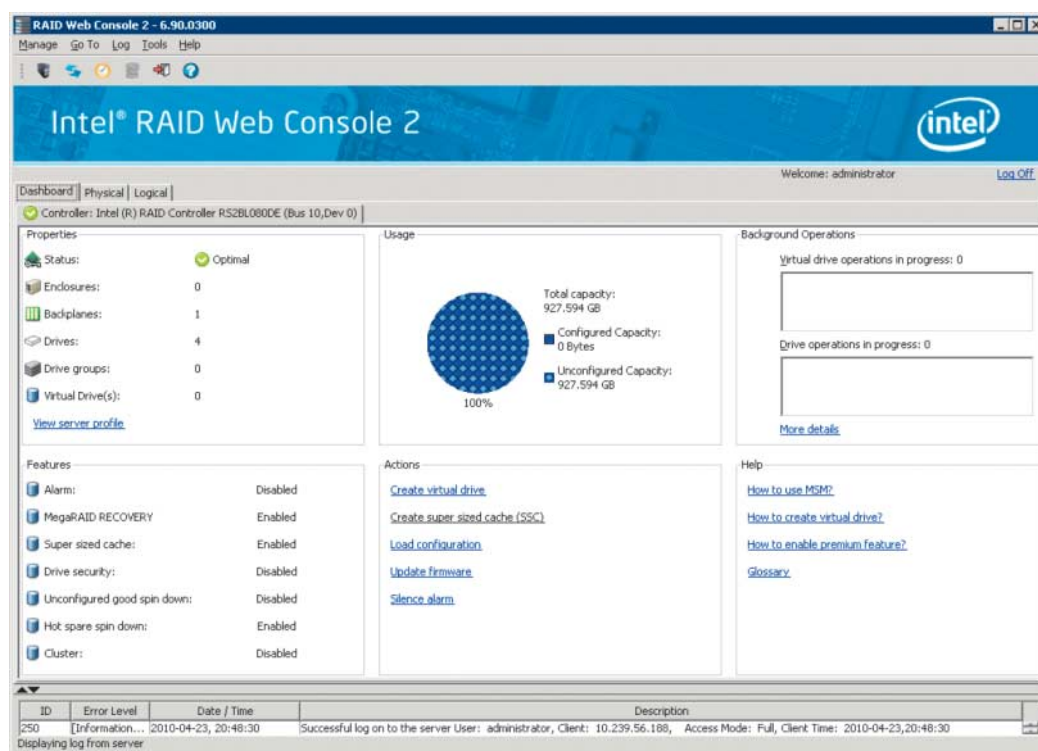 RAID Web Console 2 - 6.90.0300
Manage Go To Log Tools Help
Intel® RAID Web Console 2
intel
Welcome: administrator
Log Off
Dashboard Physical Logical
Controller: Intel (R) RAID Controller RS2BL080DE (Bus 10,Dev 0)
Properties
Status: Optimal
Enclosures: 0
Backplanes: 1
Drives: 4
Drive groups: 0
Virtual Drive(s): 0
View server profile
Usage
Total capacity:
927.594 GB
Configured Capacity:
0 Bytes
Unconfigured Capacity:
927.594 GB
100%
Background Operations
Virtual drive operations in progress: 0
Drive operations in progress: 0
More details
Features
Alarm: Disabled
MegaRAID RECOVERY Enabled
Super sized cache: Enabled
Drive security: Disabled
Unconfigured good spin down: Disabled
Hot spare spin down: Enabled
Cluster: Disabled
Actions
Create virtual drive
Create super sized cache (SSC)
Load configuration
Update firmware
Silence alarm
Help
How to use MSM?
How to create virtual drive?
How to enable premium feature?
Glossary
ID Error Level Date / Time Description
250 [Information... 2010-04-23, 20:48:30 Successful log on to the server User: administrator, Client: 10.239.56.188, Access Mode: Full, Client Time: 2010-04-23,20:48:30
Displaying log from server